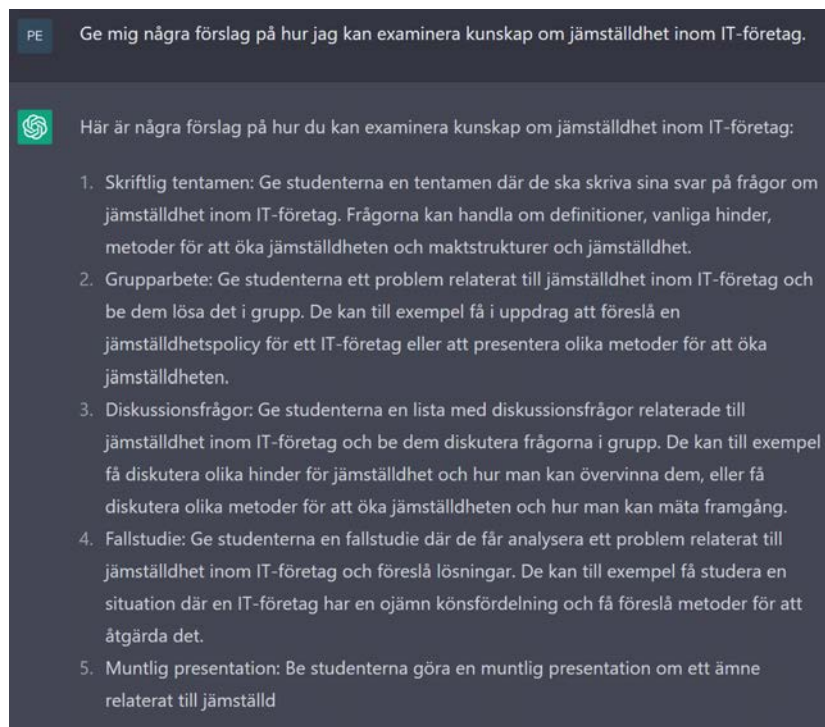 PE
Ge mig några förslag på hur jag kan examinera kunskap om jämställdhet inom IT-företag.
Här är några förslag på hur du kan examinera kunskap om jämställdhet inom IT-företag:
1. Skriftlig tentamen: Ge studenterna en tentamen där de ska skriva sina svar på frågor om
jämställdhet inom IT-företag. Frågorna kan handla om definitioner, vanliga hinder,
metoder för att öka jämställdheten och maktstrukturer och jämställdhet.
2. Grupparbete: Ge studenterna ett problem relaterat till jämställdhet inom IT-företag och
be dem lösa det i grupp. De kan till exempel få i uppdrag att föreslå en
jämställdhetspolicy för ett IT-företag eller att presentera olika metoder för att öka
jämställdheten.
3. Diskussionsfrågor: Ge studenterna en lista med diskussionsfrågor relaterade till
jämställdhet inom IT-företag och be dem diskutera frågorna i grupp. De kan till exempel
få diskutera olika hinder för jämställdhet och hur man kan övervinna dem, eller få
diskutera olika metoder för att öka jämställdheten och hur man kan mäta framgång.
4. Fallstudie: Ge studenterna en fallstudie där de får analysera ett problem relaterat till
jämställdhet inom IT-företag och föreslå lösningar. De kan till exempel få studera en
situation där en IT-företag har en ojämn könsfördelning och få föreslå metoder för att
åtgärda det.
5. Muntlig presentation: Be studenterna göra en muntlig presentation om ett ämne
relaterat till jämställd